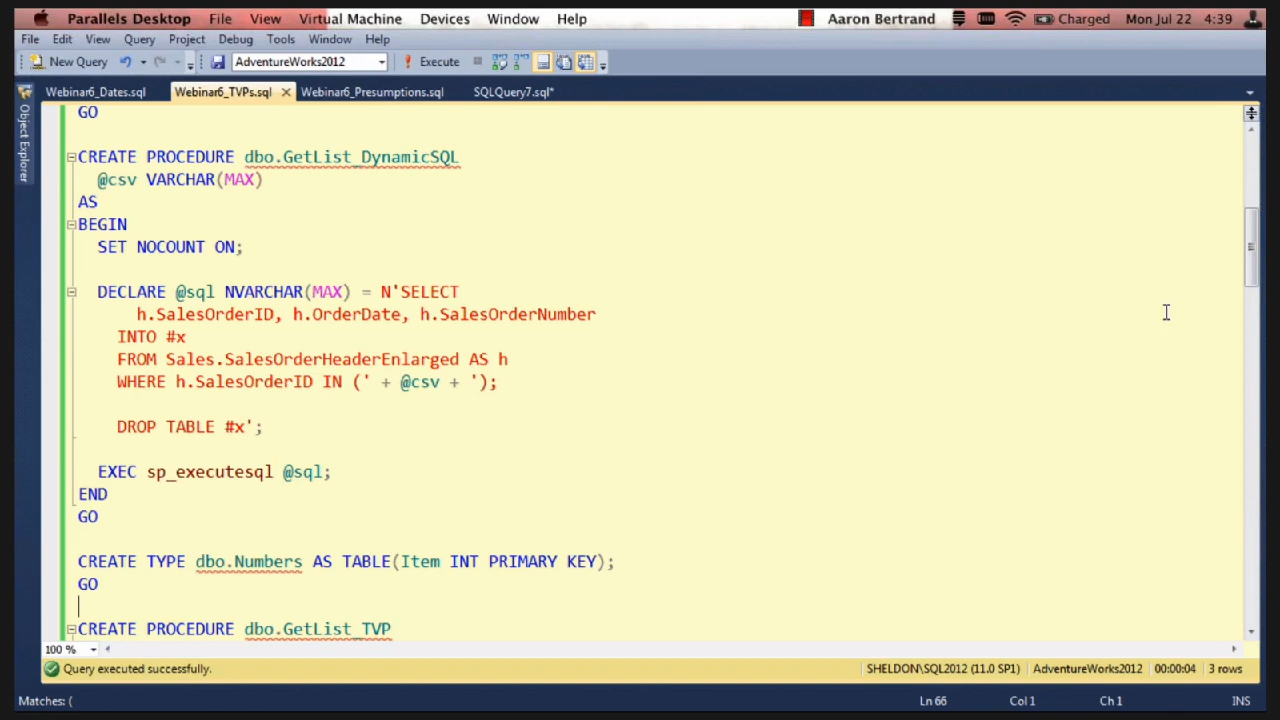 Parallels Desktop File View Virtual Machine Devices Window Help Aaron Bertrand Charged Mon Jul 22 4:39
File Edit View Query Project Debug Tools Window Help
New Query AdventureWorks2012 Execute
Webinar6_Dates.sql Webinar6_TVPs.sql Webinar6_Presumptions.sql SQLQuery7.sql*
Object Explorer
GO
CREATE PROCEDURE dbo.GetList_DynamicSQL
@csv VARCHAR(MAX)
AS
BEGIN
SET NOCOUNT ON;
DECLARE @sql NVARCHAR(MAX) = N'SELECT
h.SalesOrderID, h.OrderDate, h.SalesOrderNumber
INTO #x
FROM Sales.SalesOrderHeaderEnlarged AS h
WHERE h.SalesOrderID IN (' + @csv + ');
DROP TABLE #x';
EXEC sp_executesql @sql;
END
GO
CREATE TYPE dbo.Numbers AS TABLE(Item INT PRIMARY KEY);
GO
CREATE PROCEDURE dbo.GetList_TVP
100 %
Query executed successfully. SHELDON\SQL2012 (11.0 SP1) AdventureWorks2012 00:00:04 3 rows
Matches: ( Ln 66 Col 1 Ch 1 INS